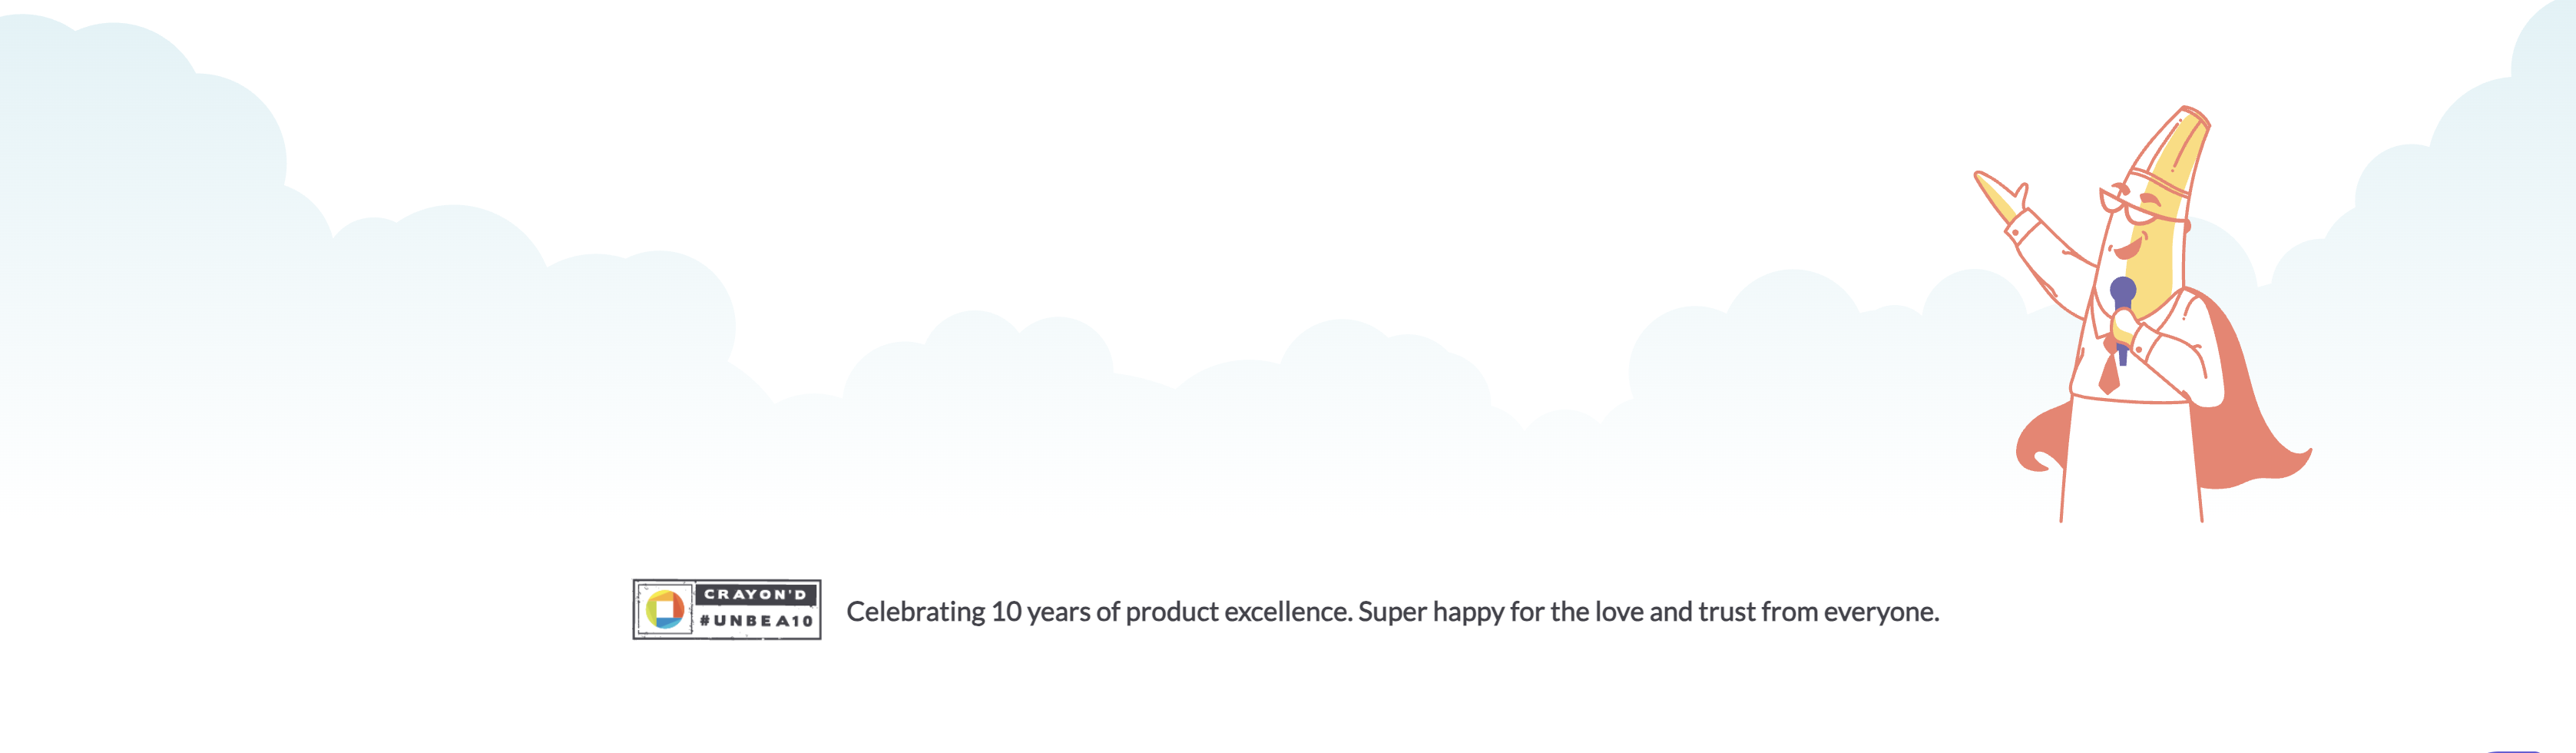 CRAYON'D
#UNBEA10
Celebrating 10 years of product excellence. Super happy for the love and trust from everyone.